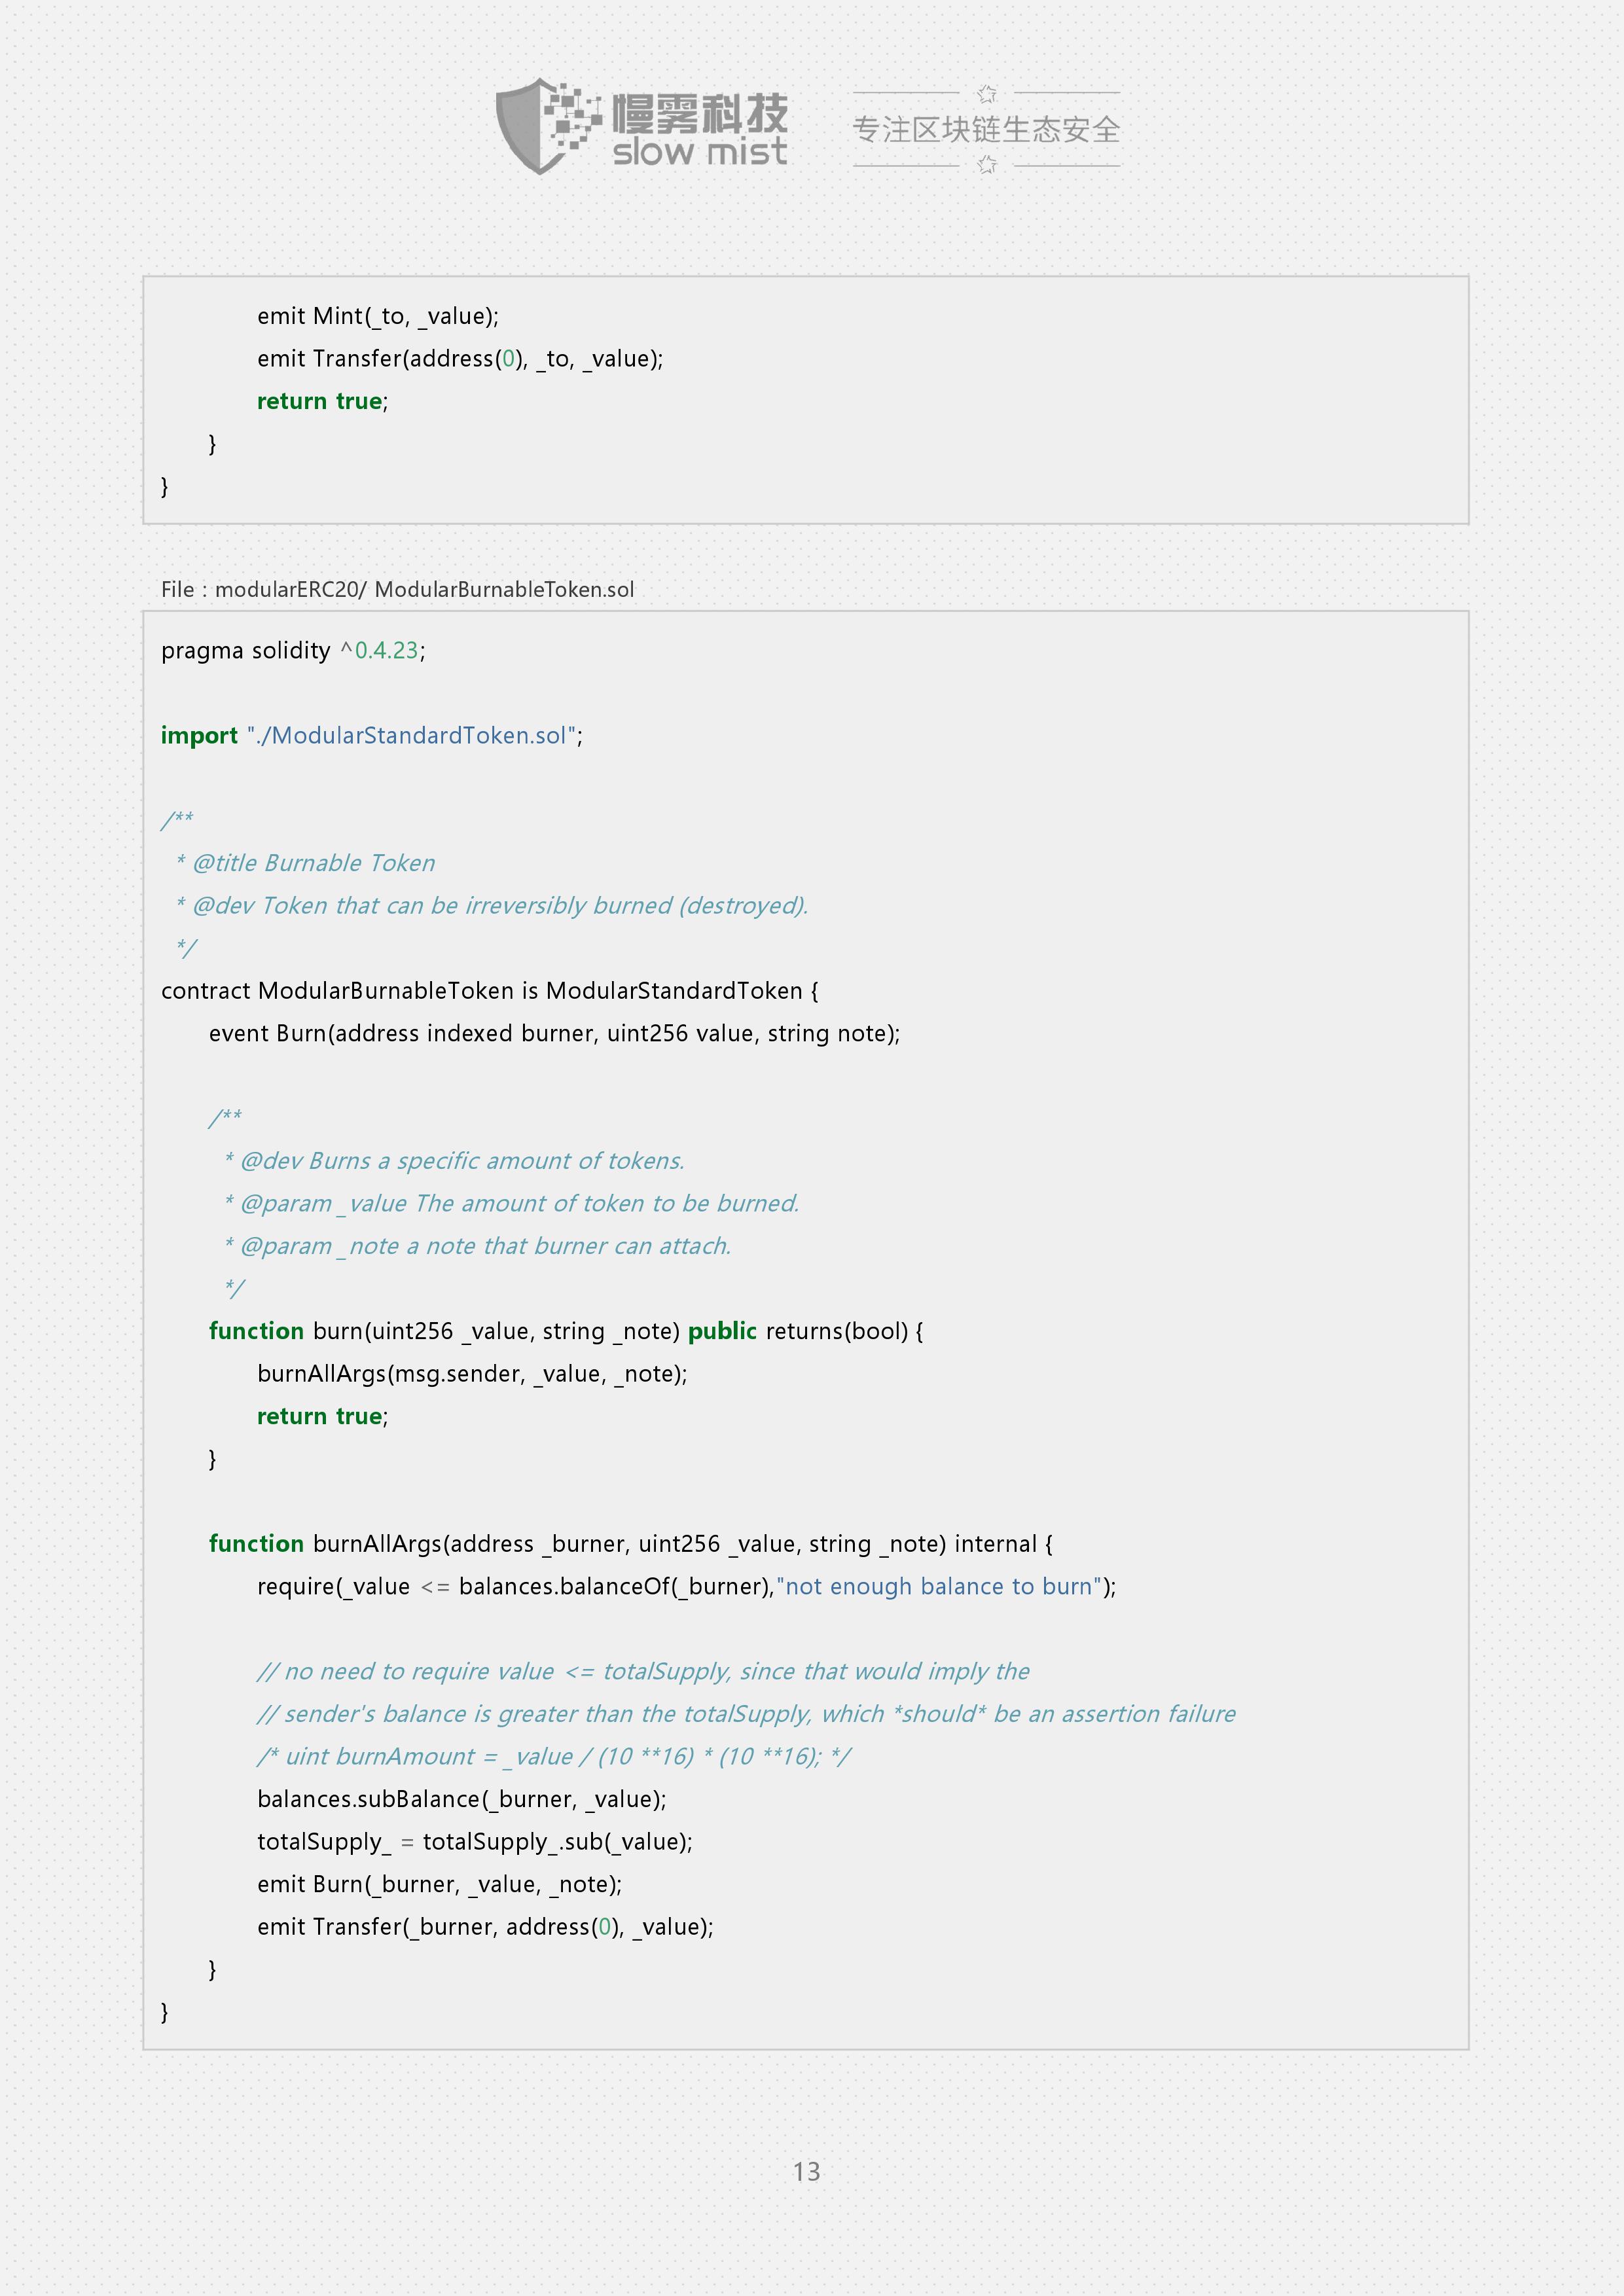 慢雾科技
slow mist
专注区块链生态安全
emit Mint(_to, _value);
emit Transfer(address(0), _to, _value);
return true;
}
}
File : modularERC20/ ModularBurnableToken.sol
pragma solidity ^0.4.23;
import "./ModularStandardToken.sol";
/**
* @title Burnable Token
* @dev Token that can be irreversibly burned (destroyed).
*/
contract ModularBurnableToken is ModularStandardToken {
event Burn(address indexed burner, uint256 value, string note);
/**
* @dev Burns a specific amount of tokens.
* @param _value The amount of token to be burned.
* @param _note a note that burner can attach.
*/
function burn(uint256 _value, string _note) public returns(bool) {
burnAllArgs(msg.sender, _value, _note);
return true;
}
function burnAllArgs(address _burner, uint256 _value, string _note) internal {
require(_value <= balances.balanceOf(_burner),"not enough balance to burn");
// no need to require value <= totalSupply, since that would imply the
// sender's balance is greater than the totalSupply, which *should* be an assertion failure
/* uint burnAmount = _value / (10 **16) * (10 **16); */
balances.subBalance(_burner, _value);
totalSupply_ = totalSupply_.sub(_value);
emit Burn(_burner, _value, _note);
emit Transfer(_burner, address(0), _value);
}
}
13